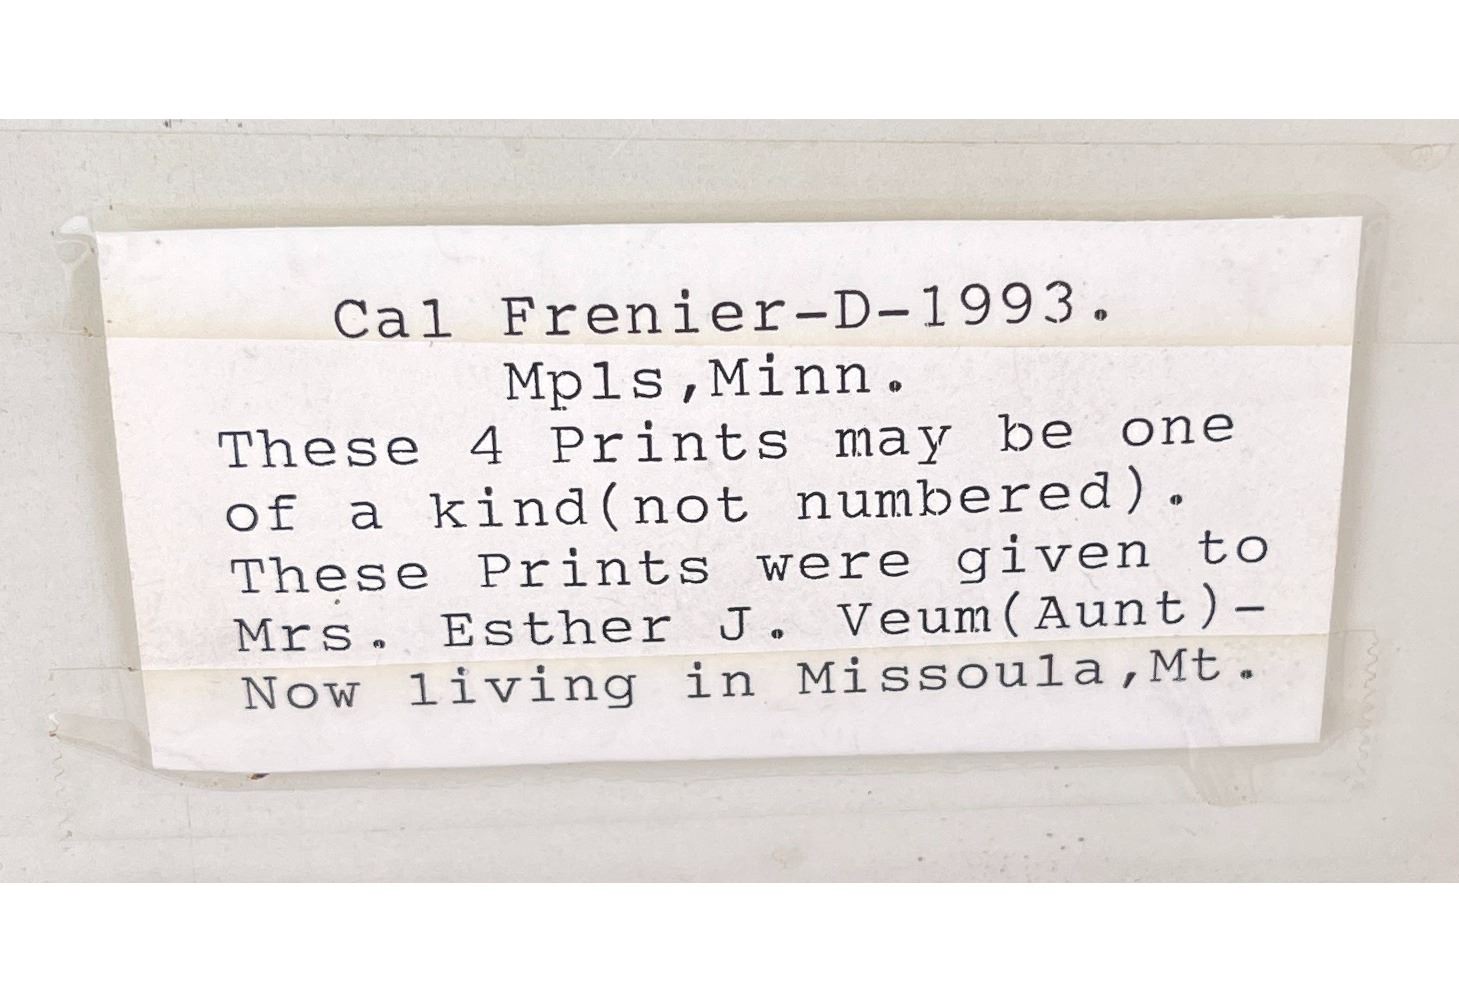 Cal Frenier-D-1993.
Mpls,Minn.
These 4 Prints may be one
of a kind(not numbered).
These Prints were given to
Mrs. Esther J. Veum(Aunt)-
Now living in Missoula,Mt.